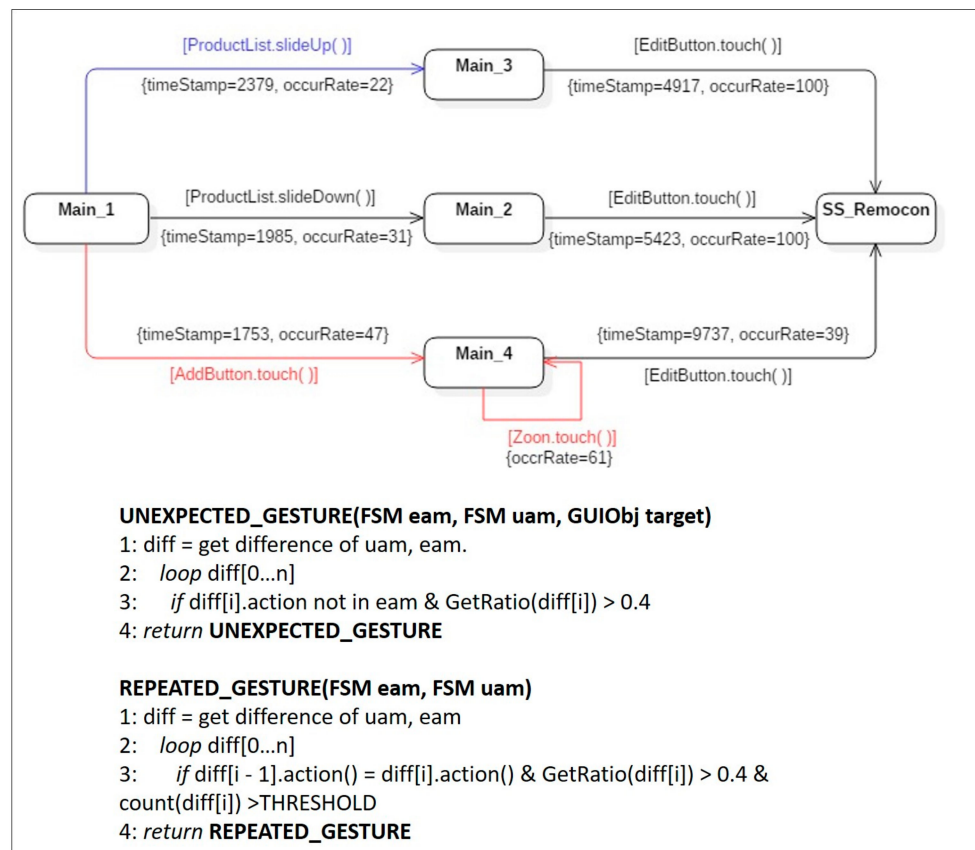 [ProductList.slideUp( )]
{timeStamp=2379, occurRate=22}
Main_3
[EditButton.touch( )]
{timeStamp=4917, occurRate=100}
Main_1
[ProductList.slideDown( )]
{timeStamp=1985, occurRate=31}
Main_2
[EditButton.touch( )]
{timeStamp=5423, occurRate=100}
SS_Remocon
{timeStamp=1753, occurRate=47}
[AddButton.touch( )]
Main_4
{timeStamp=9737, occurRate=39}
[EditButton.touch( )]
[Zoon.touch( )]
{occrRate=61}
UNEXPECTED_GESTURE(FSM eam, FSM uam, GUIObj target)
1: diff = get difference of uam, eam.
2: loop diff[0...n]
3: if diff[i].action not in eam & GetRatio(diff[i]) > 0.4
4: return UNEXPECTED_GESTURE
REPEATED_GESTURE(FSM eam, FSM uam)
1: diff = get difference of uam, eam
2: loop diff[0...n]
3: if diff[i - 1].action() = diff[i].action() & GetRatio(diff[i]) > 0.4 &
count(diff[i]) >THRESHOLD
4: return REPEATED_GESTURE